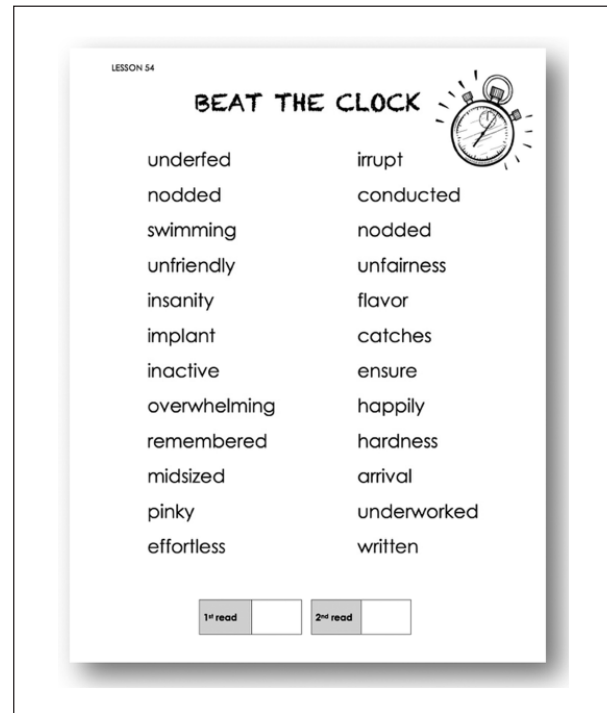 LESSON 54
BEAT THE CLOCK
underfed
nodded
swimming
unfriendly
insanity
implant
inactive
overwhelming
remembered
midsized
pinky
effortless
irrupt
conducted
nodded
unfairness
flavor
catches
ensure
happily
hardness
arrival
underworked
written
1st read
2nd read